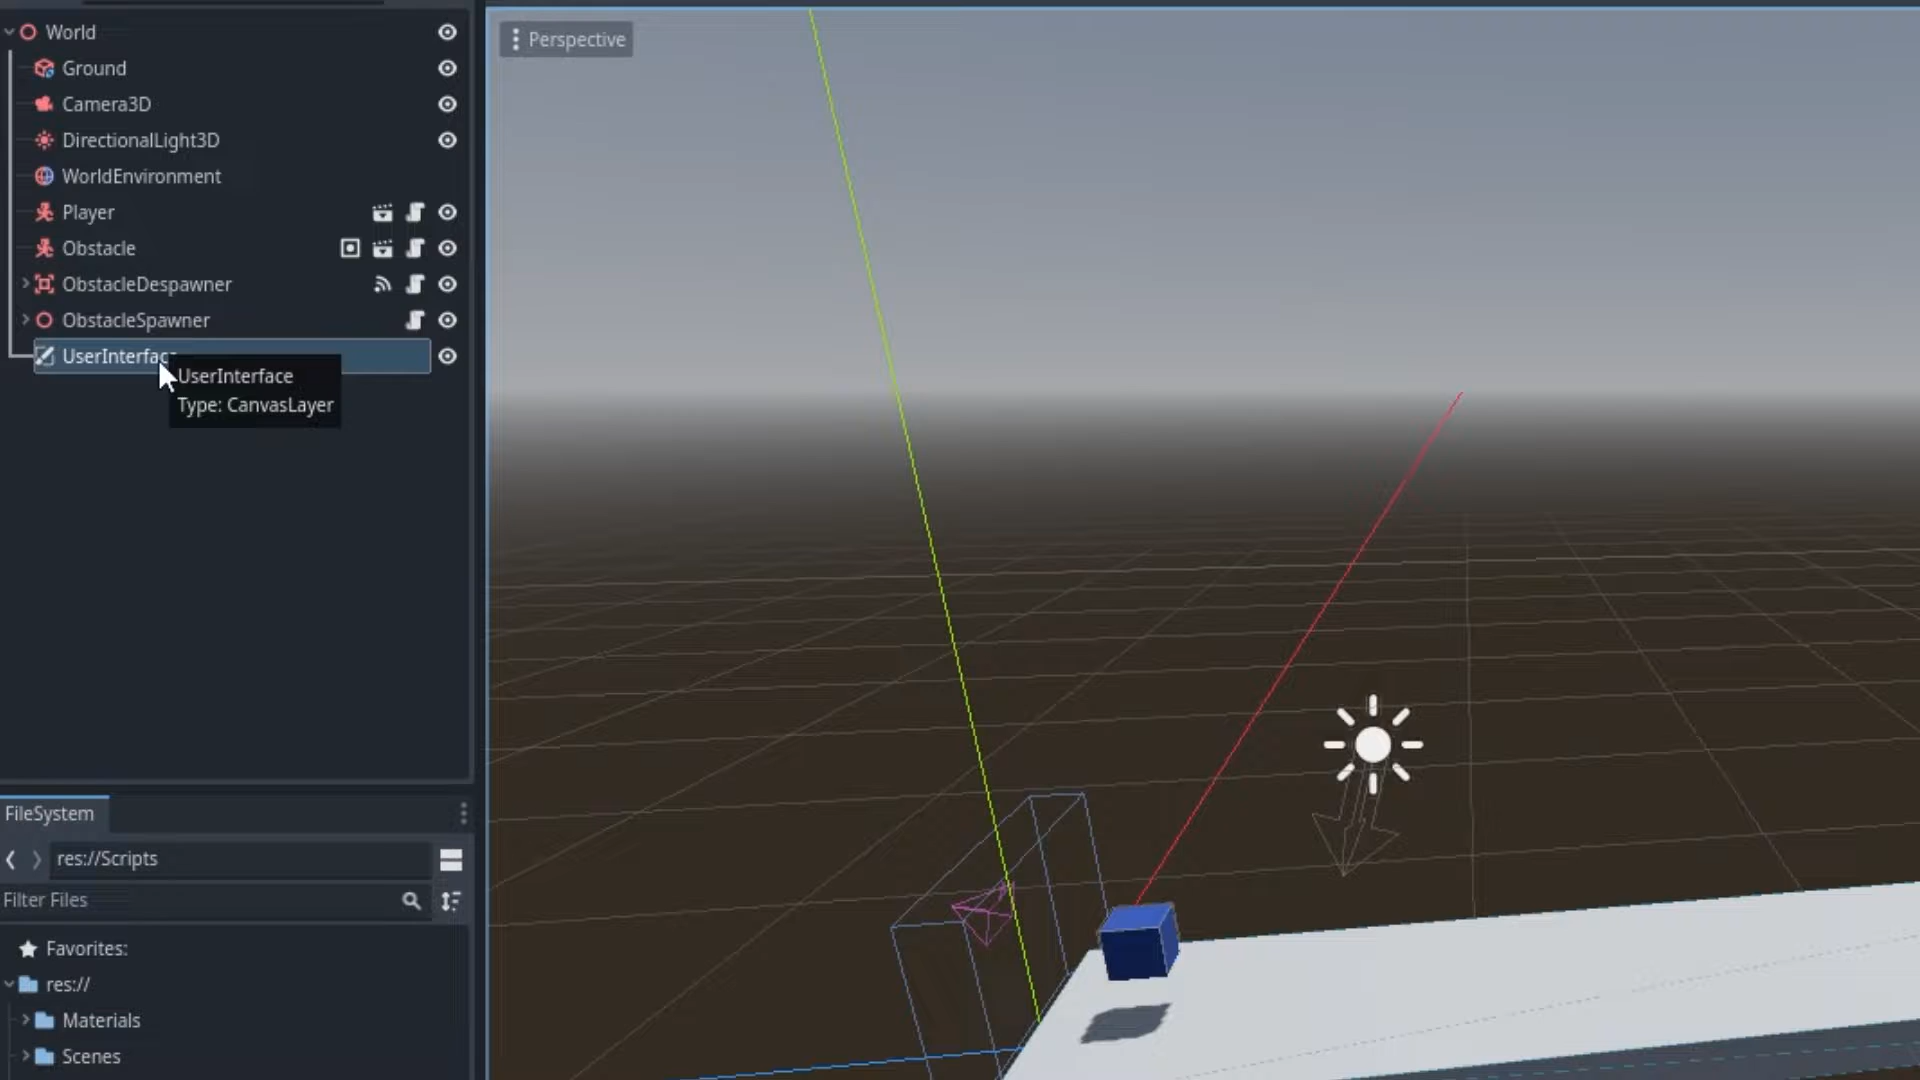 World
Ground
Camera3D
DirectionalLight3D
WorldEnvironment
Player
Obstacle
ObstacleDespawner
ObstacleSpawner
UserInterface
UserInterface
Type: CanvasLayer
Perspective
FileSystem
res://Scripts
Filter Files
Favorites:
res://
Materials
Scenes